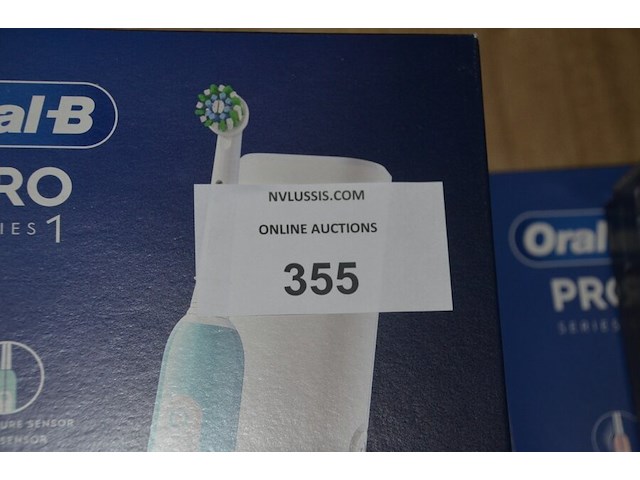 al-B
RO
IES 1
NVLUSSIS.COM
ONLINE AUCTIONS
355
URE SENSOR
SENSOR
Oral
PRO
SERIES